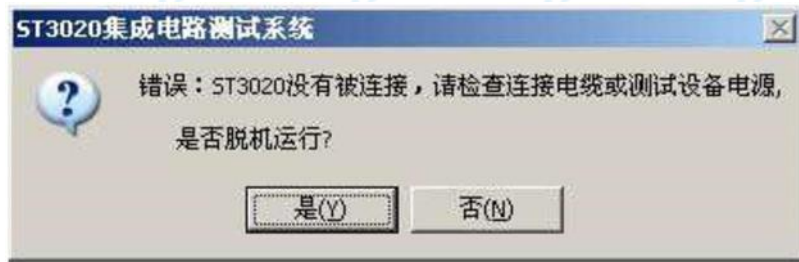 ST3020集成电路测试系统
错误：ST3020没有被连接，请检查连接电缆或测试设备电源,
是否脱机运行?
是(Y)
否(N)